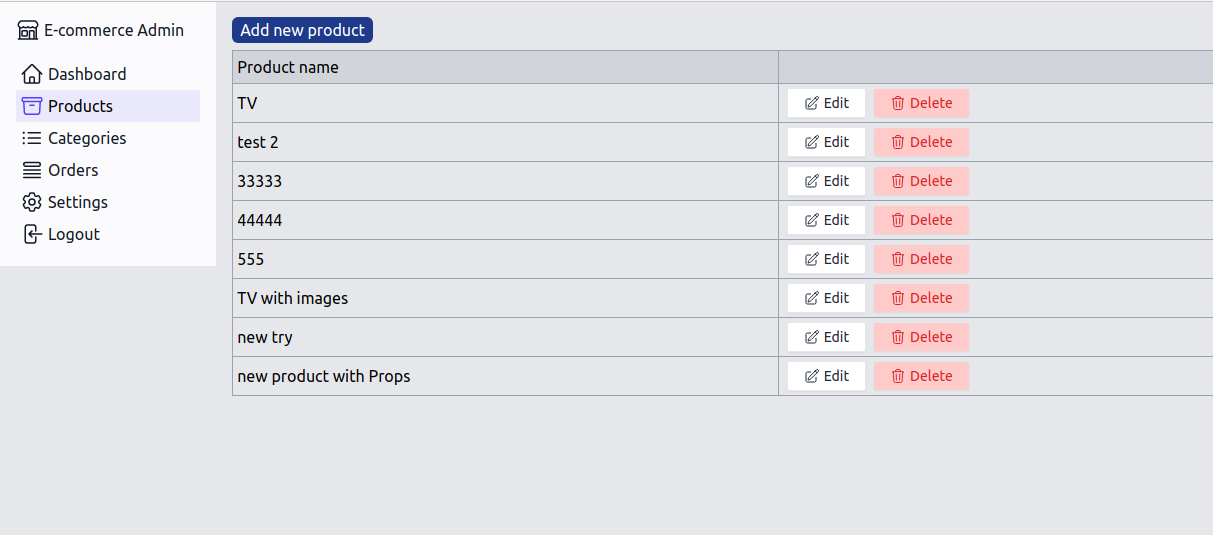 E-commerce Admin
Dashboard
Products
Categories
Orders
Settings
Logout
Add new product
Product name
TV Edit Delete
test 2 Edit Delete
33333 Edit Delete
44444 Edit Delete
555 Edit Delete
TV with images Edit Delete
new try Edit Delete
new product with Props Edit Delete